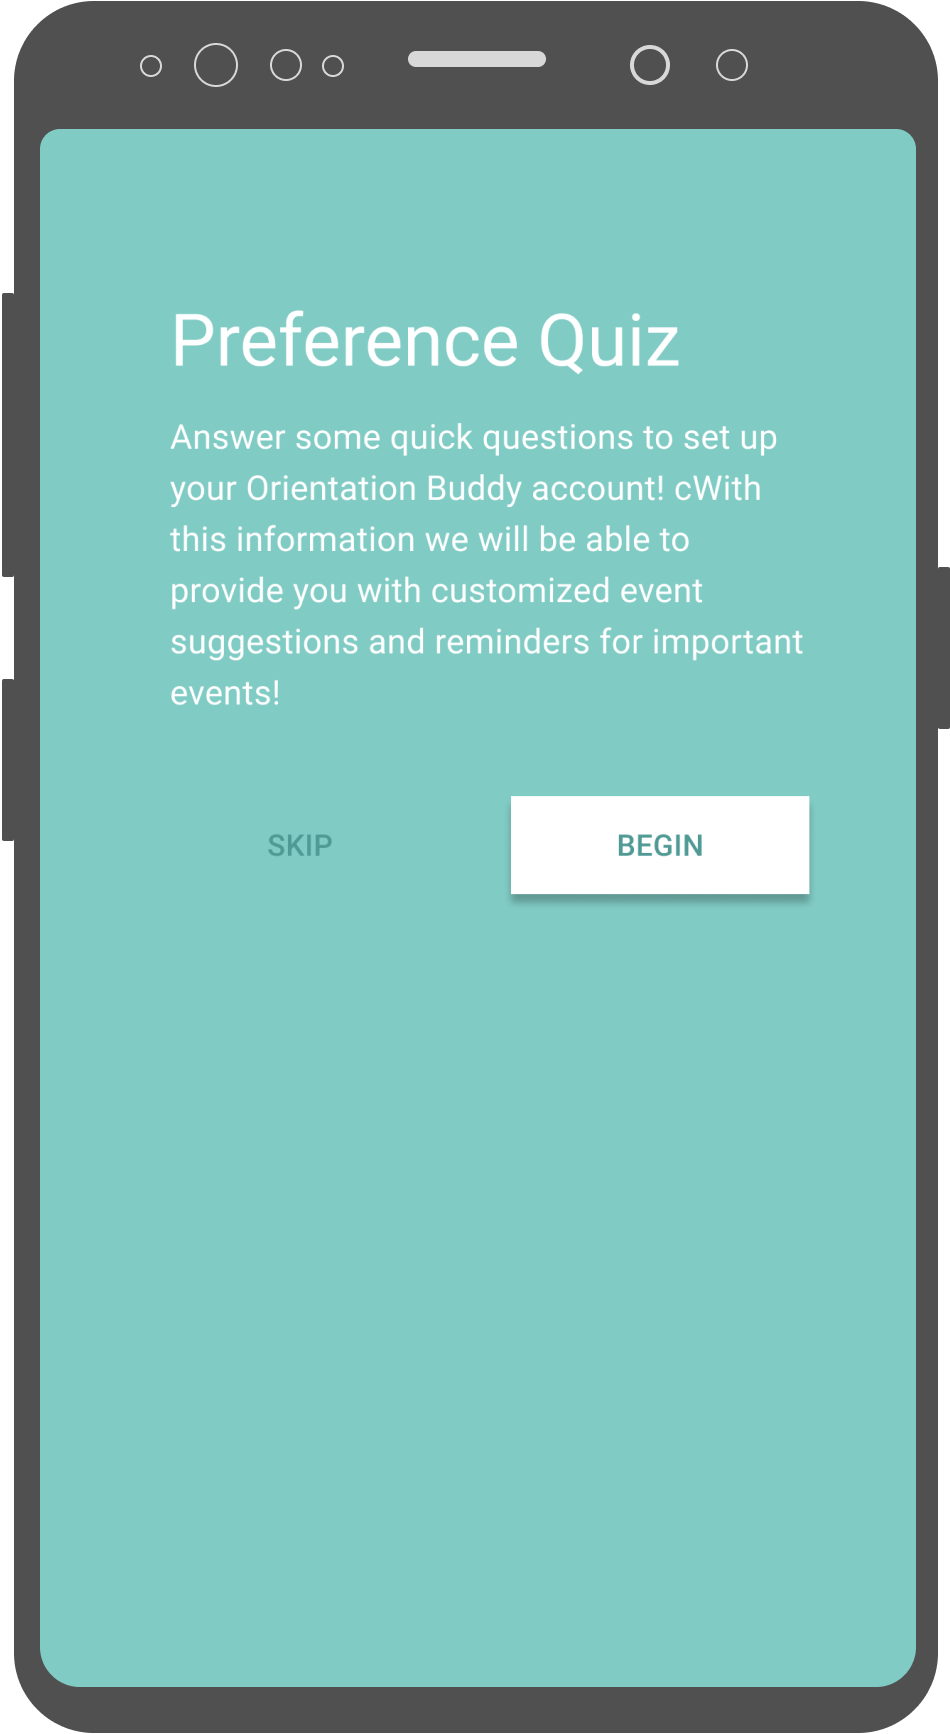 Preference Quiz
Answer some quick questions to set up
your Orientation Buddy account! cWith
this information we will be able to
provide you with customized event
suggestions and reminders for important
events!
SKIP
BEGIN